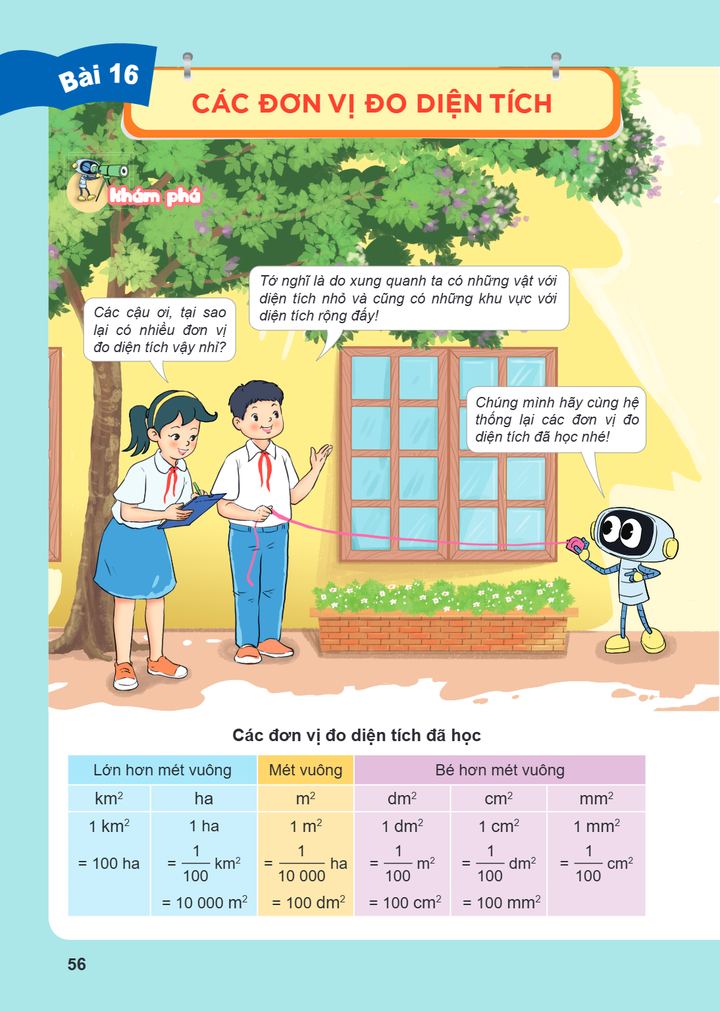 Bài 16
CÁC ĐƠN VỊ ĐO DIỆN TÍCH
khám phá
Các cậu ơi, tại sao
lại có nhiều đơn vị
đo diện tích vậy nhỉ?
Tớ nghĩ là do xung quanh ta có những vật với
diện tích nhỏ và cũng có những khu vực với
diện tích rộng đấy!
Chúng mình hãy cùng hệ
thống lại các đơn vị đo
diện tích đã học nhé!
Các đơn vị đo diện tích đã học
Lớn hơn mét vuông Mét vuông Bé hơn mét vuông
km² ha m² dm² cm² mm²
1 km² 1 ha 1 m² 1 dm² 1 cm² 1 mm²
= 100 ha = 1/100 km² = 1/10 000 ha = 1/100 m² = 1/100 dm² = 1/100 cm²
= 10 000 m² = 100 dm² = 100 cm² = 100 mm²
56